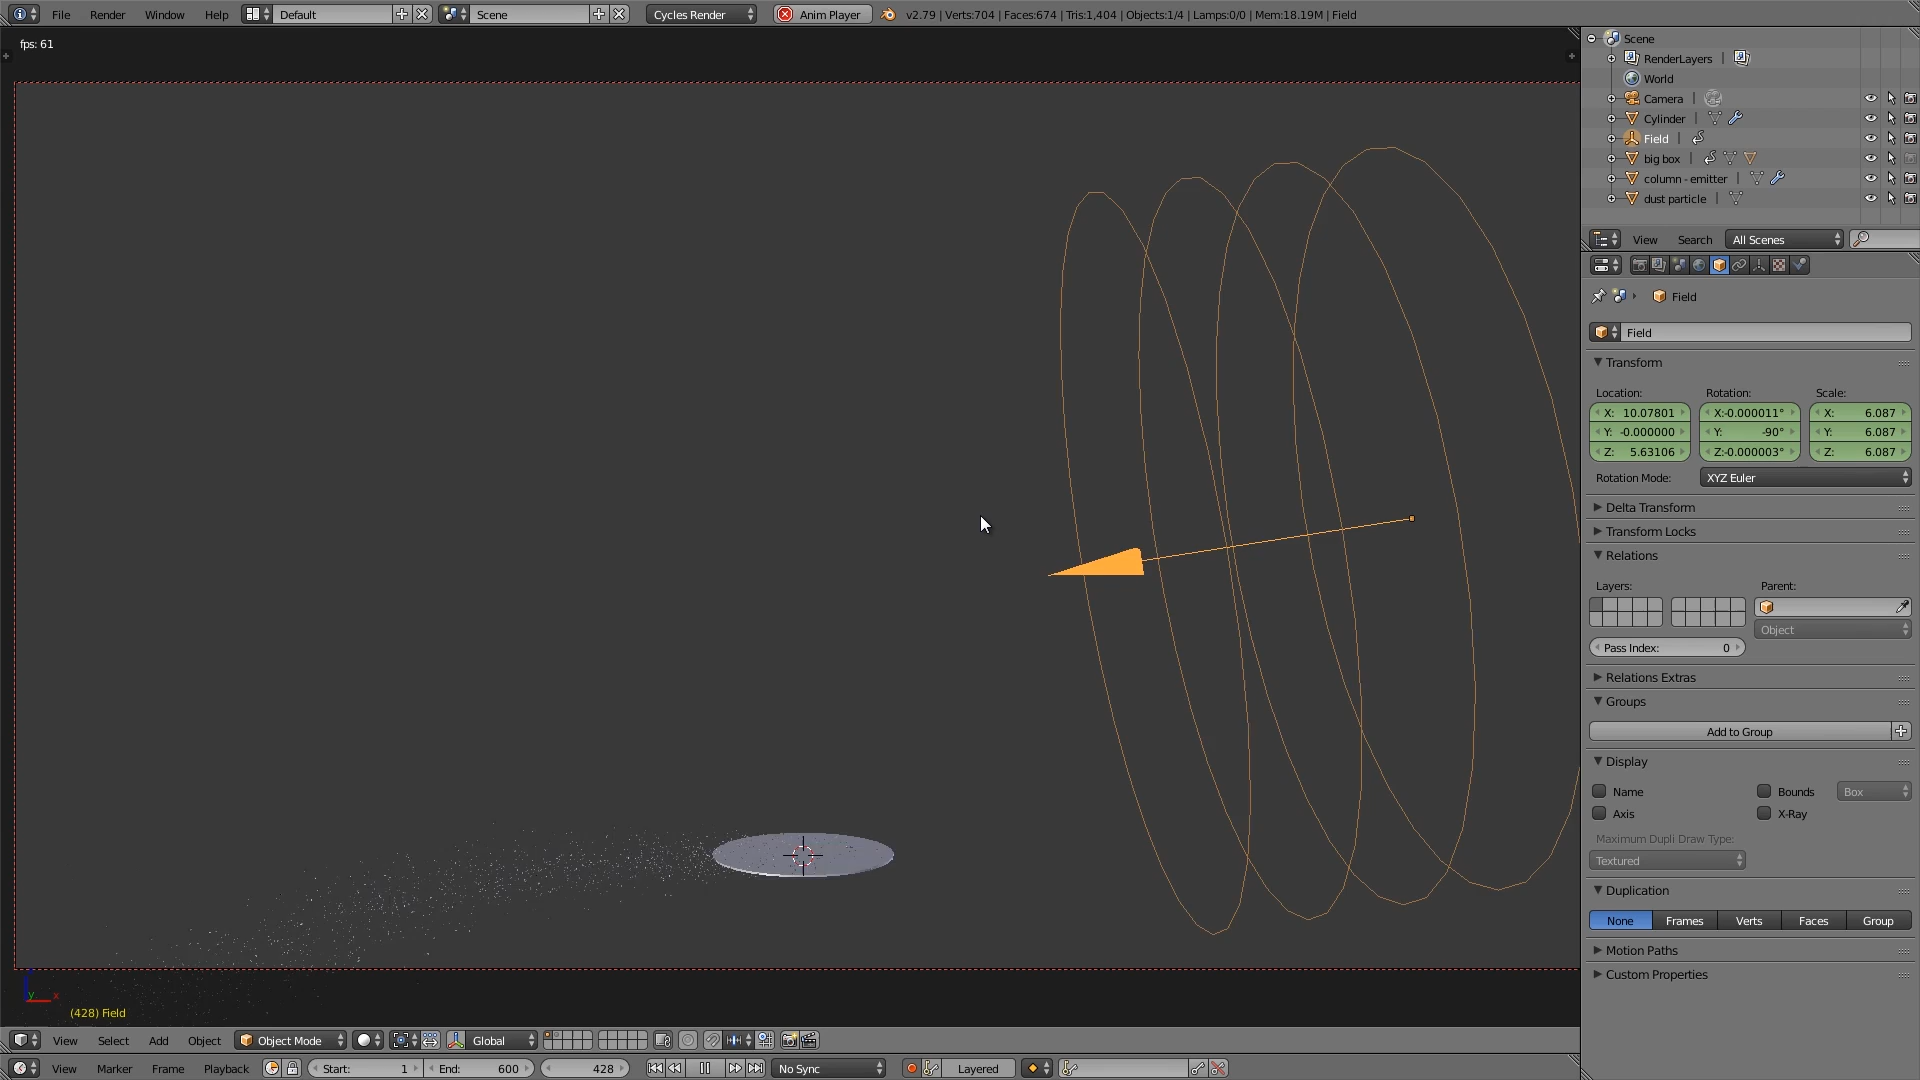 File Render Window Help Default Scene Cycles Render Anim Player v2.79 | Verts:704 | Faces:674 | Tris:1,404 | Objects:1/4 | Lamps:0/0 | Mem:18.19M | Field
fps: 61
Scene
RenderLayers |
World
Camera |
Cylinder |
Field |
big box |
column - emitter |
dust particle |
View Search All Scenes
Field
Field
Transform
Location: Rotation: Scale:
X: 10.07801 X:-0.000011° X: 6.087
Y: -0.000000 Y: -90° Y: 6.087
Z: 5.63106 Z:-0.000003° Z: 6.087
Rotation Mode: XYZ Euler
Delta Transform
Transform Locks
Relations
Layers: Parent:
Object
Pass Index: 0
Relations Extras
Groups
Add to Group
Display
Name Bounds Box
Axis X-Ray
Maximum Dupli Draw Type:
Textured
Duplication
None Frames Verts Faces Group
Motion Paths
Custom Properties
y x
(428) Field
View Select Add Object Object Mode Global
View Marker Frame Playback Start: 1 End: 600 428 No Sync Layered